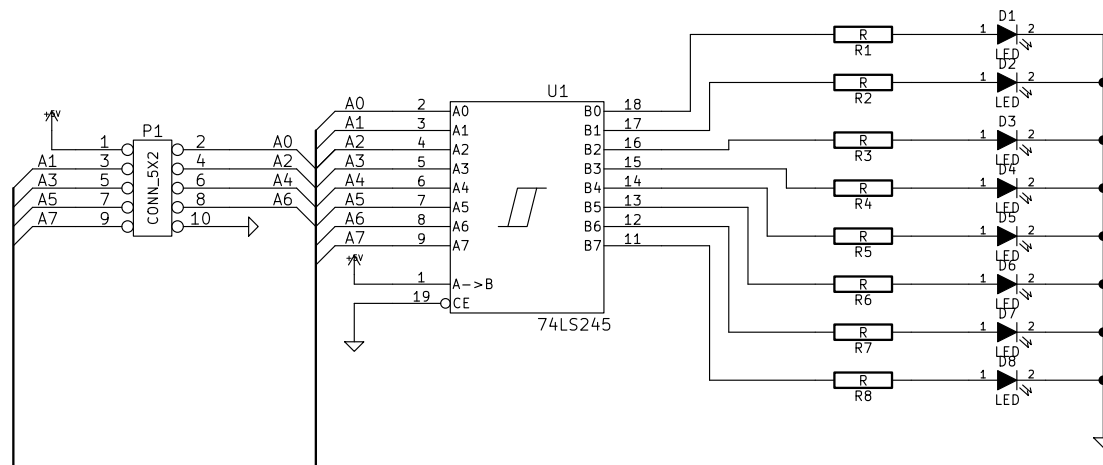 D1
1 2
R
R1
LED
D2
1 2
R
R2
LED
U1
A0 2 A0 B0 18
A1 3 A1 B1 17
+5V
P1
D3
1 2
R
R3
LED
1 2 A0
A2 4 A2 B2 16
A1 3 4 A2
A3 5 A3 B3 15
D4
1 2
R
R4
LED
A3 5 6 A4
A4 6 A4 B4 14
A5 7 8 A6
A5 7 A5 B5 13
A7 9 10
CONN_5X2
A6 8 A6 B6 12
D5
1 2
R
R5
LED
A7 9 A7 B7 11
+5V
D6
1 2
R
R6
LED
1 A->B
19 CE
74LS245
D7
1 2
R
R7
LED
D8
1 2
R
R8
LED